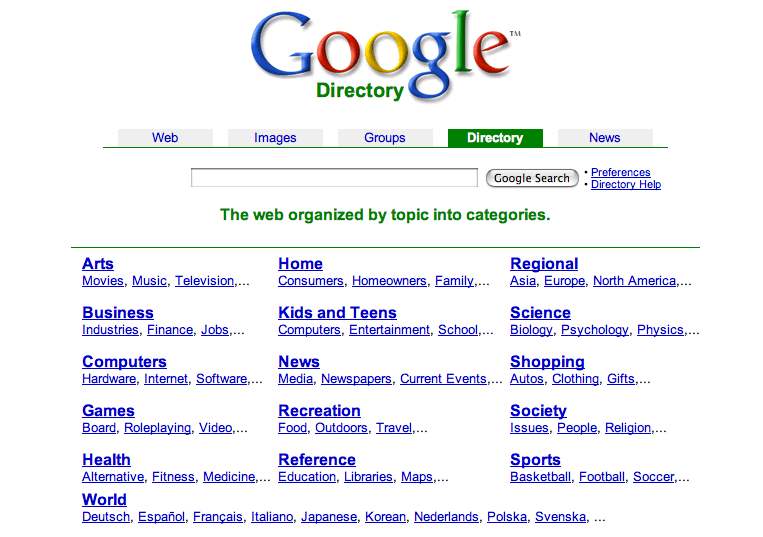 Google™
Directory
Web Images Groups Directory News
Google Search
• Preferences
• Directory Help
The web organized by topic into categories.
Arts
Movies, Music, Television,...
Home
Consumers, Homeowners, Family,...
Regional
Asia, Europe, North America,...
Business
Industries, Finance, Jobs,...
Kids and Teens
Computers, Entertainment, School,...
Science
Biology, Psychology, Physics,...
Computers
Hardware, Internet, Software,...
News
Media, Newspapers, Current Events,...
Shopping
Autos, Clothing, Gifts,...
Games
Board, Roleplaying, Video,...
Recreation
Food, Outdoors, Travel,...
Society
Issues, People, Religion,...
Health
Alternative, Fitness, Medicine,...
Reference
Education, Libraries, Maps,...
Sports
Basketball, Football, Soccer,...
World
Deutsch, Español, Français, Italiano, Japanese, Korean, Nederlands, Polska, Svenska, ...